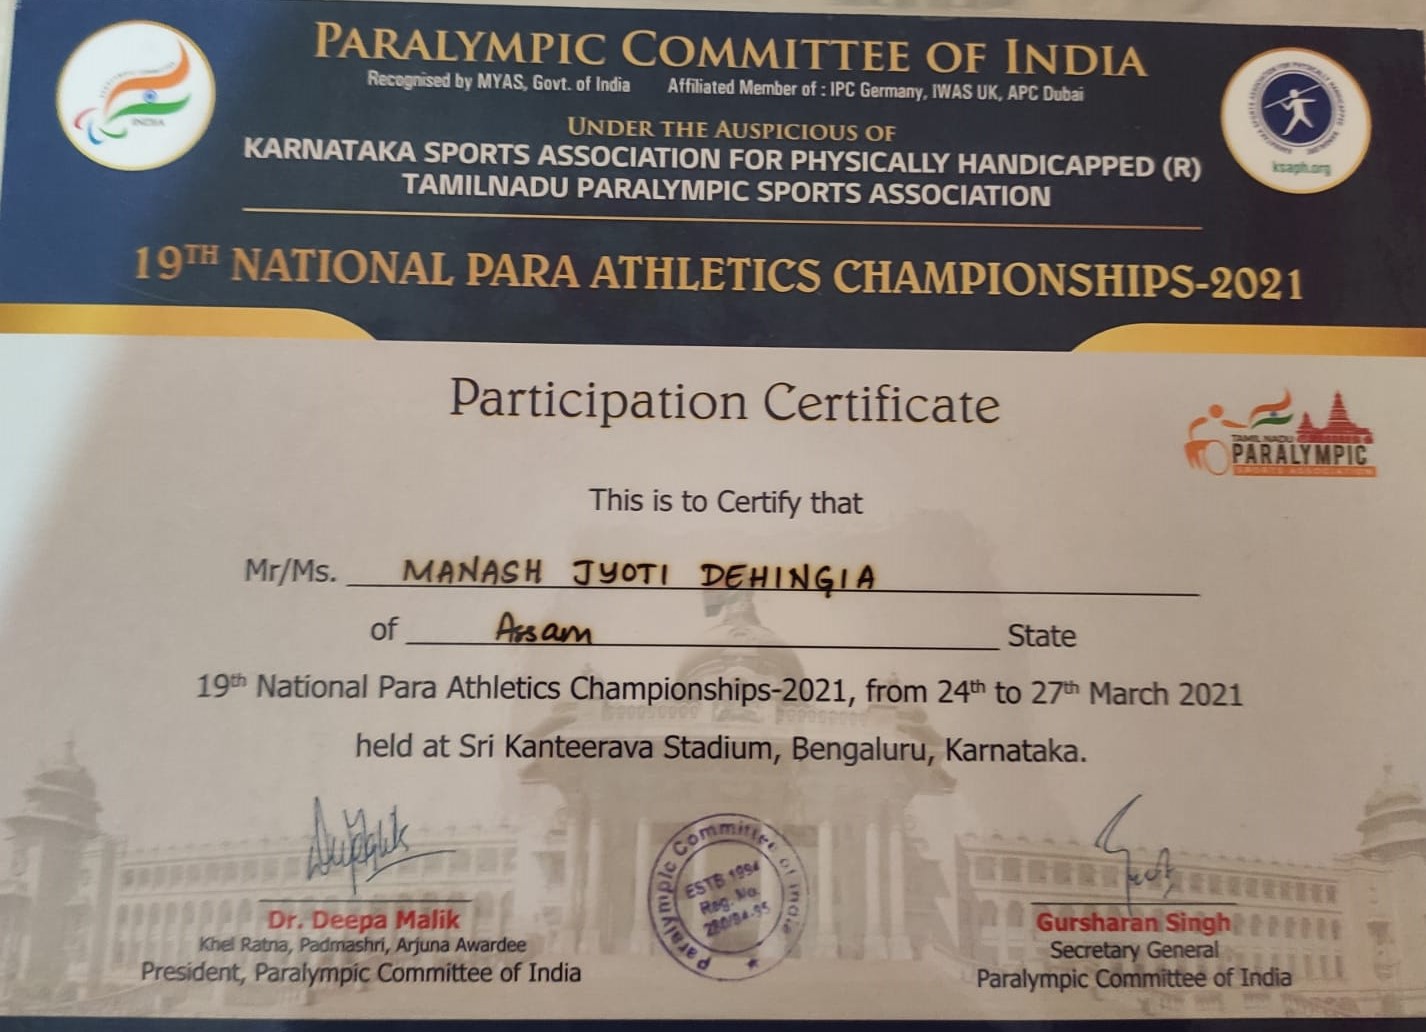 PARALYMPIC COMMITTEE OF INDIA
Recognised by MYAS, Govt. of India Affiliated Member of : IPC Germany, IWAS UK, APC Dubai
UNDER THE AUSPICIOUS OF
KARNATAKA SPORTS ASSOCIATION FOR PHYSICALLY HANDICAPPED (R)
TAMILNADU PARALYMPIC SPORTS ASSOCIATION
INDIA
ksaph.org
19TH NATIONAL PARA ATHLETICS CHAMPIONSHIPS-2021
Participation Certificate
TAMIL NADU
PARALYMPIC
SPORTS ASSOCIATION
This is to Certify that
Mr/Ms. MANASH JYOTI DEHINGIA
of Assam State
19th National Para Athletics Championships-2021, from 24th to 27th March 2021
held at Sri Kanteerava Stadium, Bengaluru, Karnataka.
Paralympic Committee of India
ESTB 1994
Reg. No.
Dr. Deepa Malik
Khel Ratna, Padmashri, Arjuna Awardee
President, Paralympic Committee of India
Gursharan Singh
Secretary General
Paralympic Committee of India